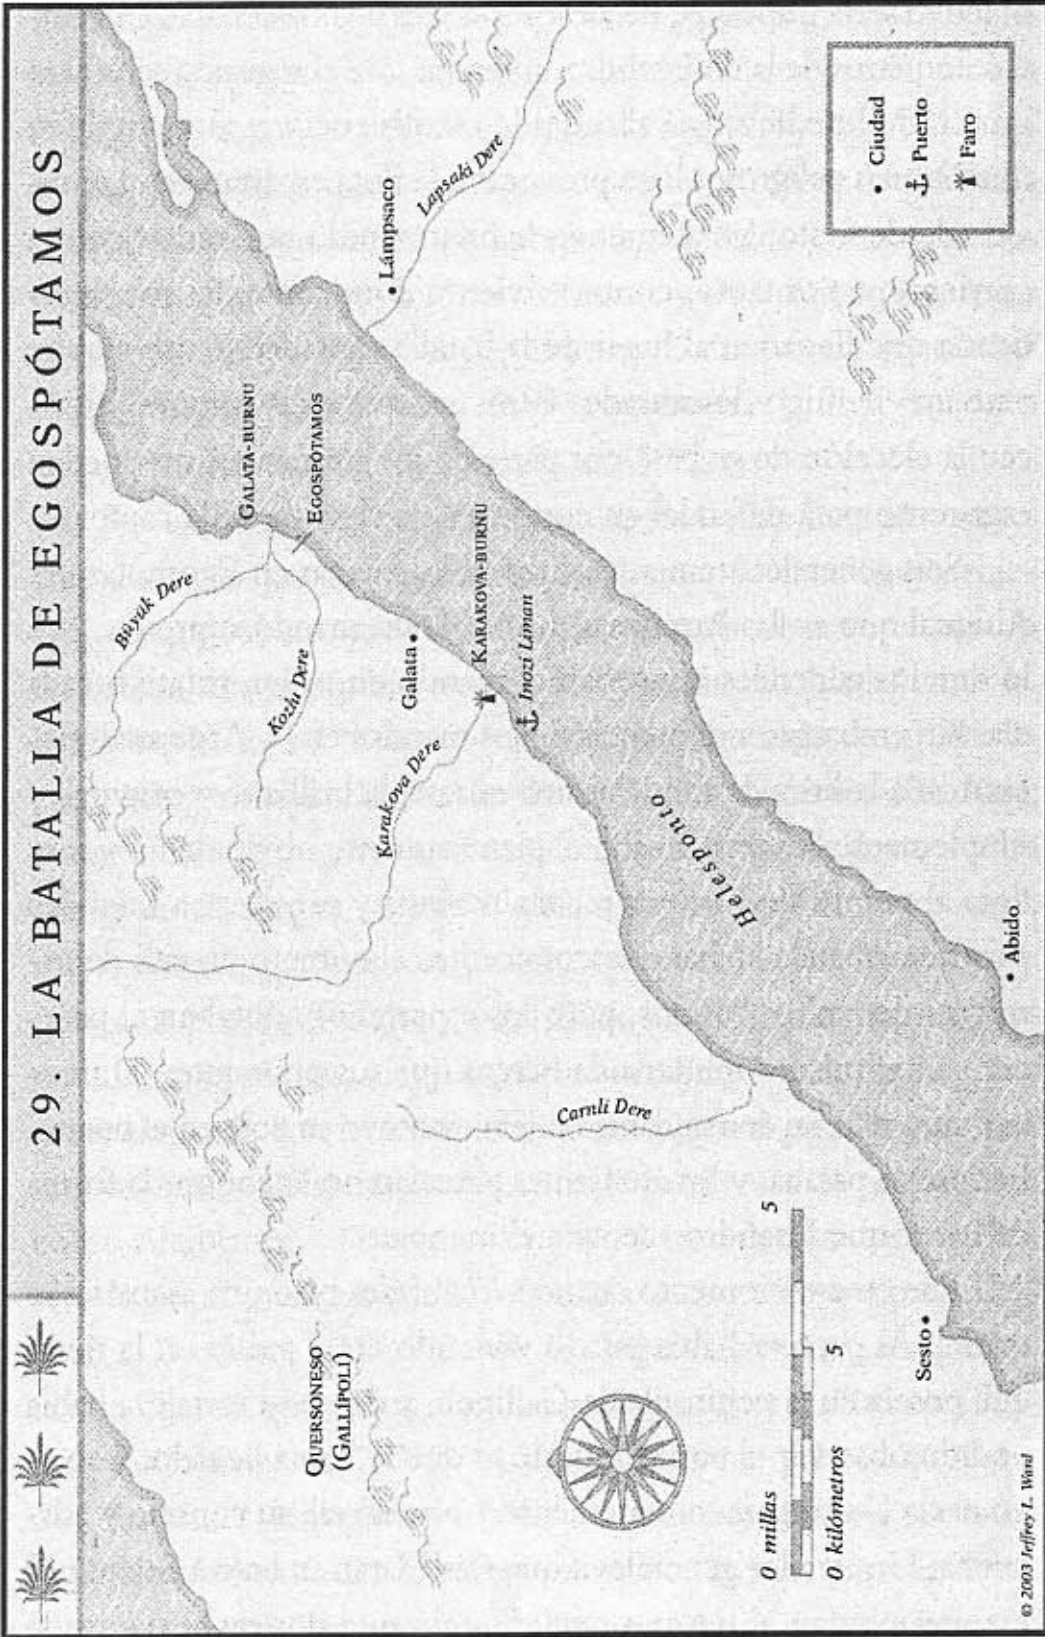 29. LA BATALLA DE EGOSPÓTAMOS
QUERSONESO
(GALLÍPOLI)
Büyük Dere
Kozlu Dere
Karakova Dere
Carnli Dere
GALATA-BURNU
EGOSPÓTAMOS
Galata
KARAKOVA-BURNU
Inozi Liman
Lámpsaco
Lapsaki Dere
Helesponto
Sesto
Abido
0 millas 5
0 kilómetros 5
Ciudad
Puerto
Faro
© 2003 Jeffrey L. Ward